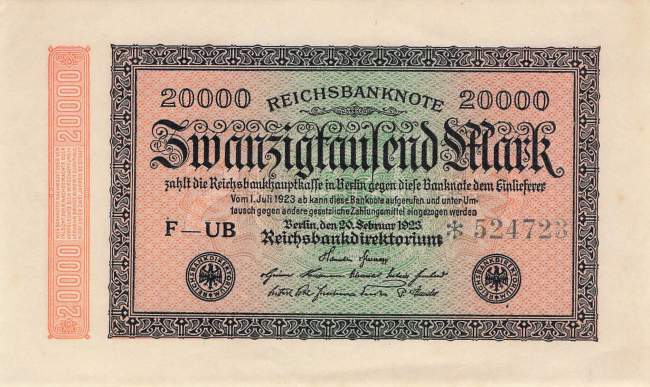 20000 REICHSBANKNOTE 20000
Zwanzigtausend Mark
zahlt die Reichsbankhauptkasse in Berlin gegen diese Banknote dem Einlieferer
Vom 1. Juli 1923 ab kann diese Banknote aufgerufen und unter Um-
tausch gegen andere gesetzliche Zahlungsmittel eingezogen werden
Berlin, den 20. Februar 1923
F—UB
*524723
Reichsbankdirektorium
20000
20000